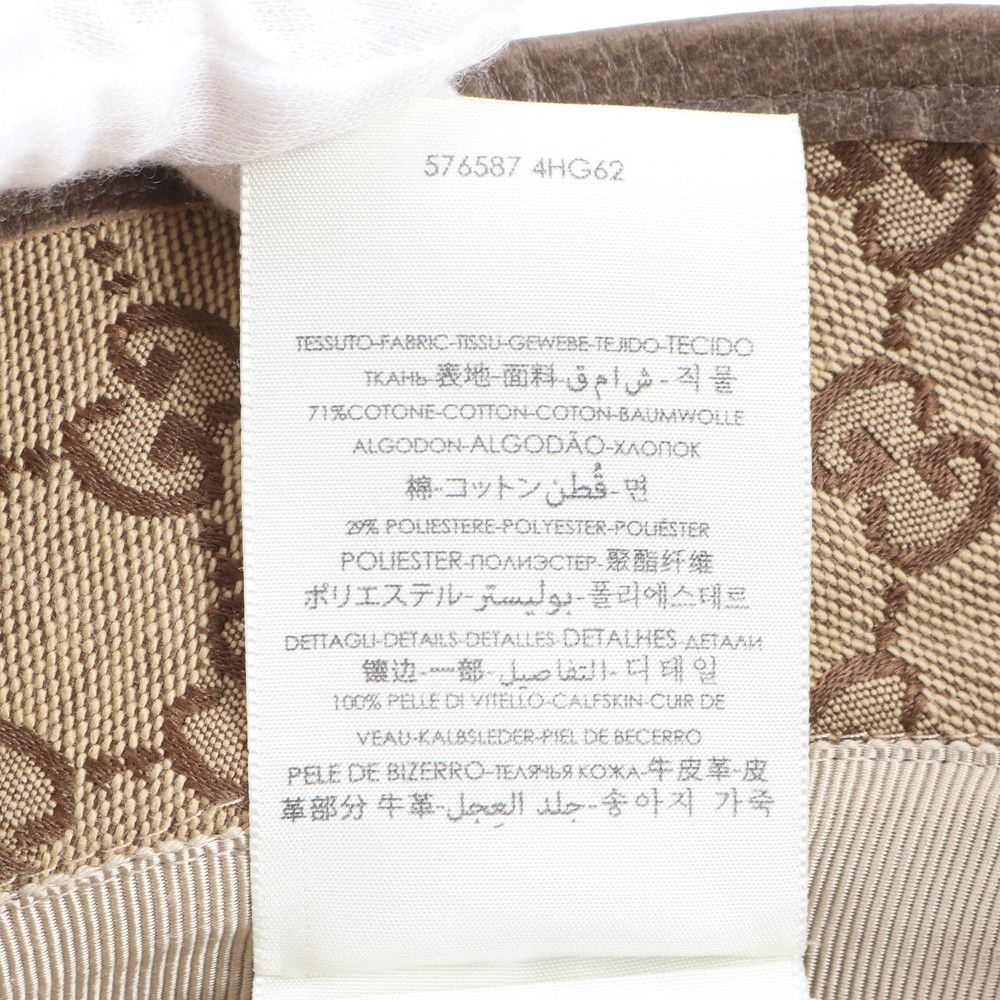 576587 4HG62
TESSUTO-FABRIC-TISSU-GEWEBE-TEJIDO-TECIDO
ТКАНЬ-表地-面料-ق م ا ش-직물
71%COTONE-COTTON-COTON-BAUMWOLLE
ALGODON-ALGODÃO-ХЛОПОК
棉-コットン-قُطن-면
29% POLIESTERE-POLYESTER-POLIÉSTER
POLIESTER-ПОЛИЭСТЕР-聚酯纤维
ポリエステル-بوليستر-폴리에스테르
DETTAGLI-DETAILS-DETALLES-DETALHES-ДЕТАЛИ
镶边-一部-التفاصيل-디테일
100% PELLE DI VITELLO-CALFSKIN-CUIR DE
VEAU-KALBSLEDER-PIEL DE BECERRO
PELE DE BIZERRO-ТЕЛЯЧЬЯ КОЖА-牛皮革-皮
革部分 牛革-جلد العِجل-송아지 가죽